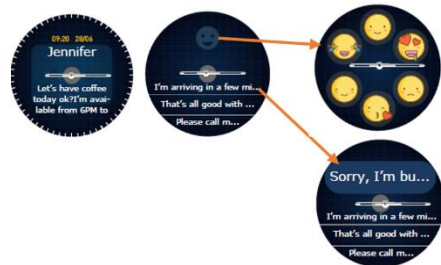 09:20 28/06
Jennifer
Let's have coffee
today ok?I'm avai-
lable from 6PM to
I'm arriving in a few mi...
That's all good with ...
Please call m...
Sorry, I'm bu...
I'm arriving in a few mi...
That's all good with ...
Please call m...